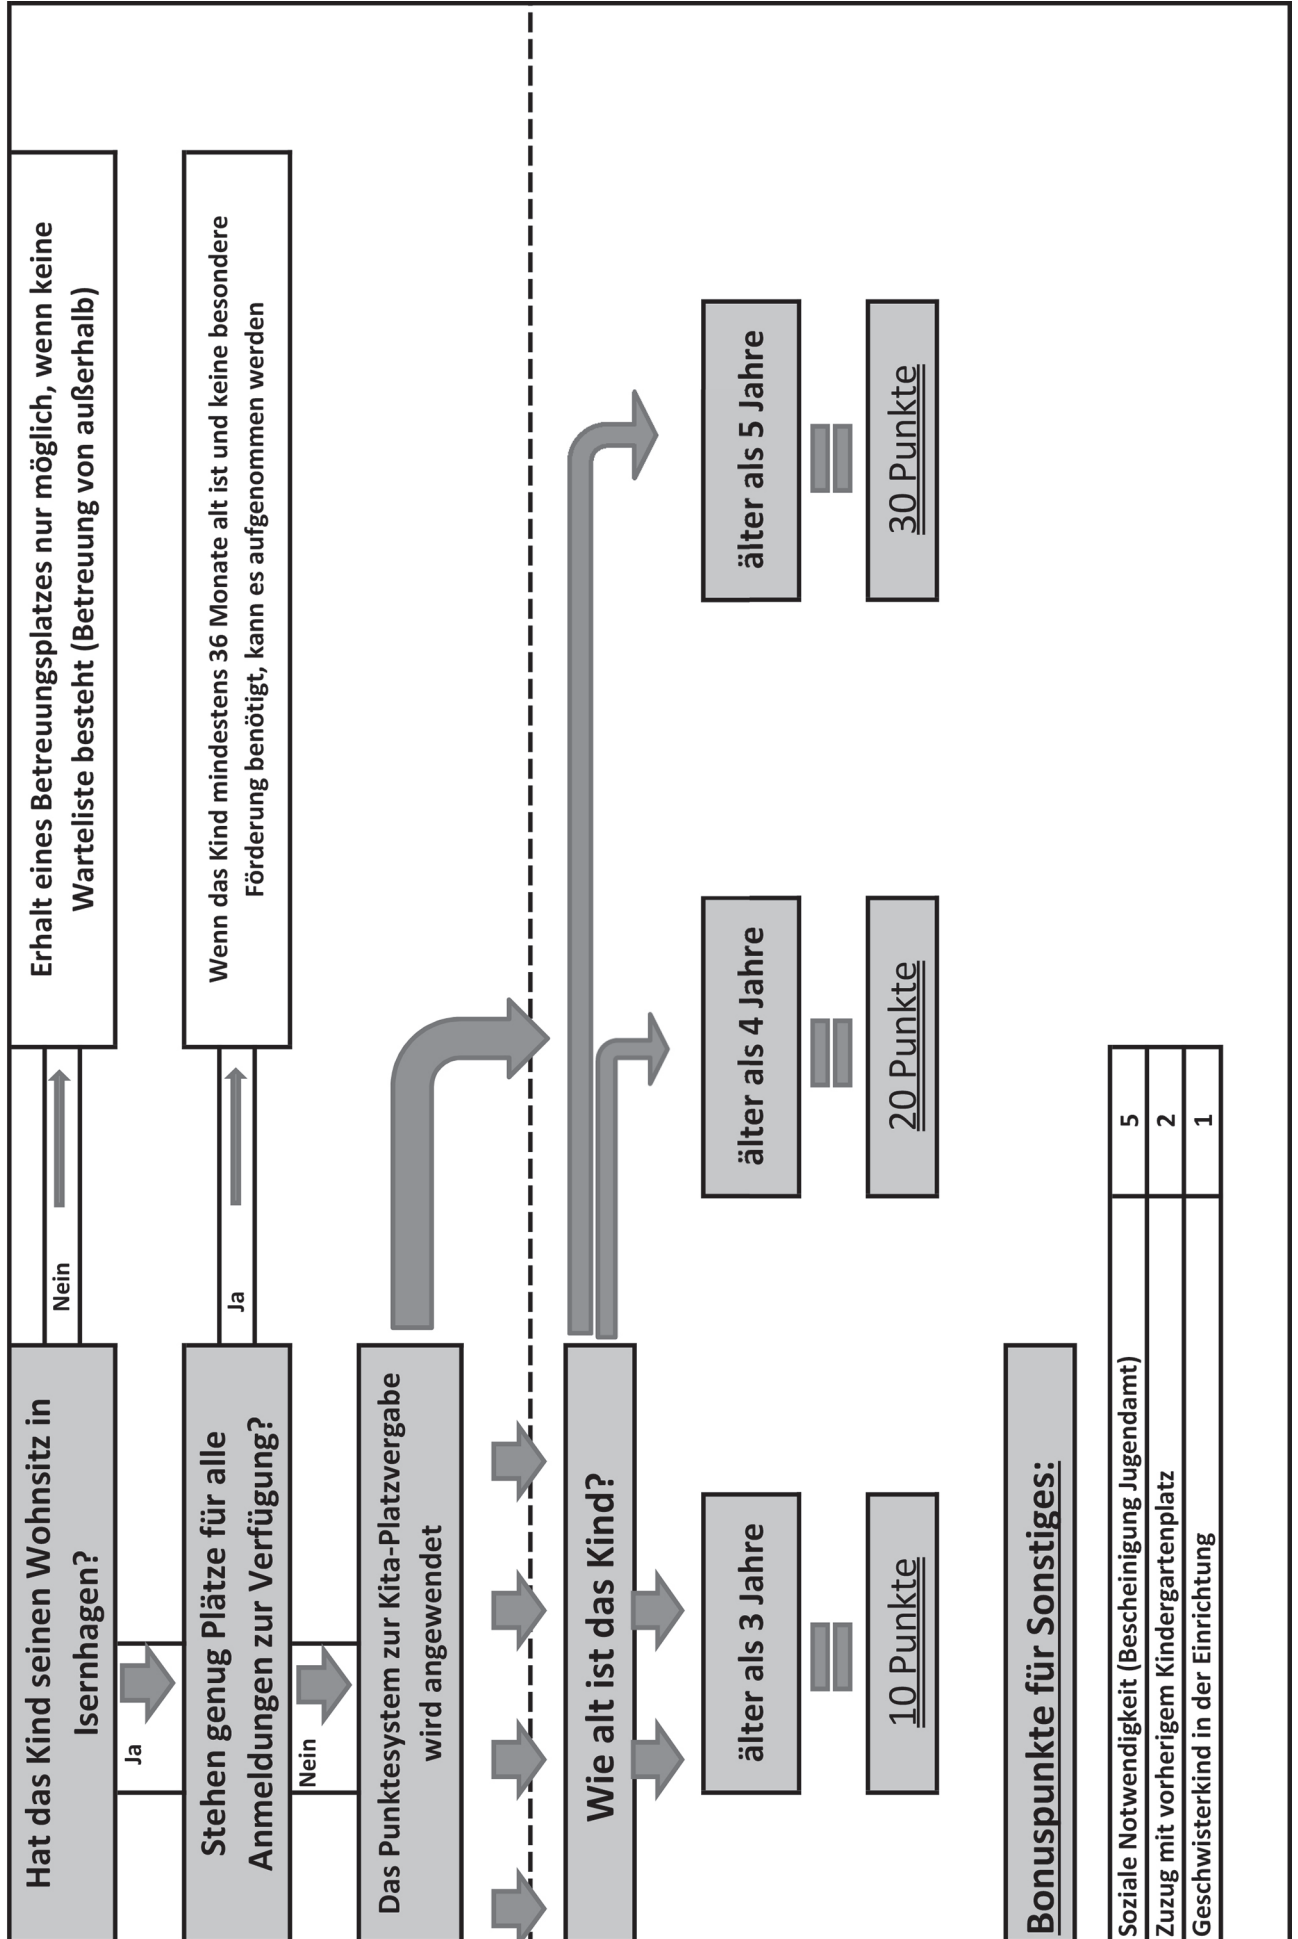 Hat das Kind seinen Wohnsitz in
Isernhagen?
Nein
Erhalt eines Betreuungsplatzes nur möglich, wenn keine
Warteliste besteht (Betreuung von außerhalb)
Ja
Stehen genug Plätze für alle
Anmeldungen zur Verfügung?
Ja
Wenn das Kind mindestens 36 Monate alt ist und keine besondere
Förderung benötigt, kann es aufgenommen werden
Nein
Das Punktesystem zur Kita-Platzvergabe
wird angewendet
Wie alt ist das Kind?
älter als 3 Jahre
älter als 4 Jahre
älter als 5 Jahre
10 Punkte
20 Punkte
30 Punkte
Bonuspunkte für Sonstiges:
Soziale Notwendigkeit (Bescheinigung Jugendamt) 5
Zuzug mit vorherigem Kindergartenplatz 2
Geschwisterkind in der Einrichtung 1